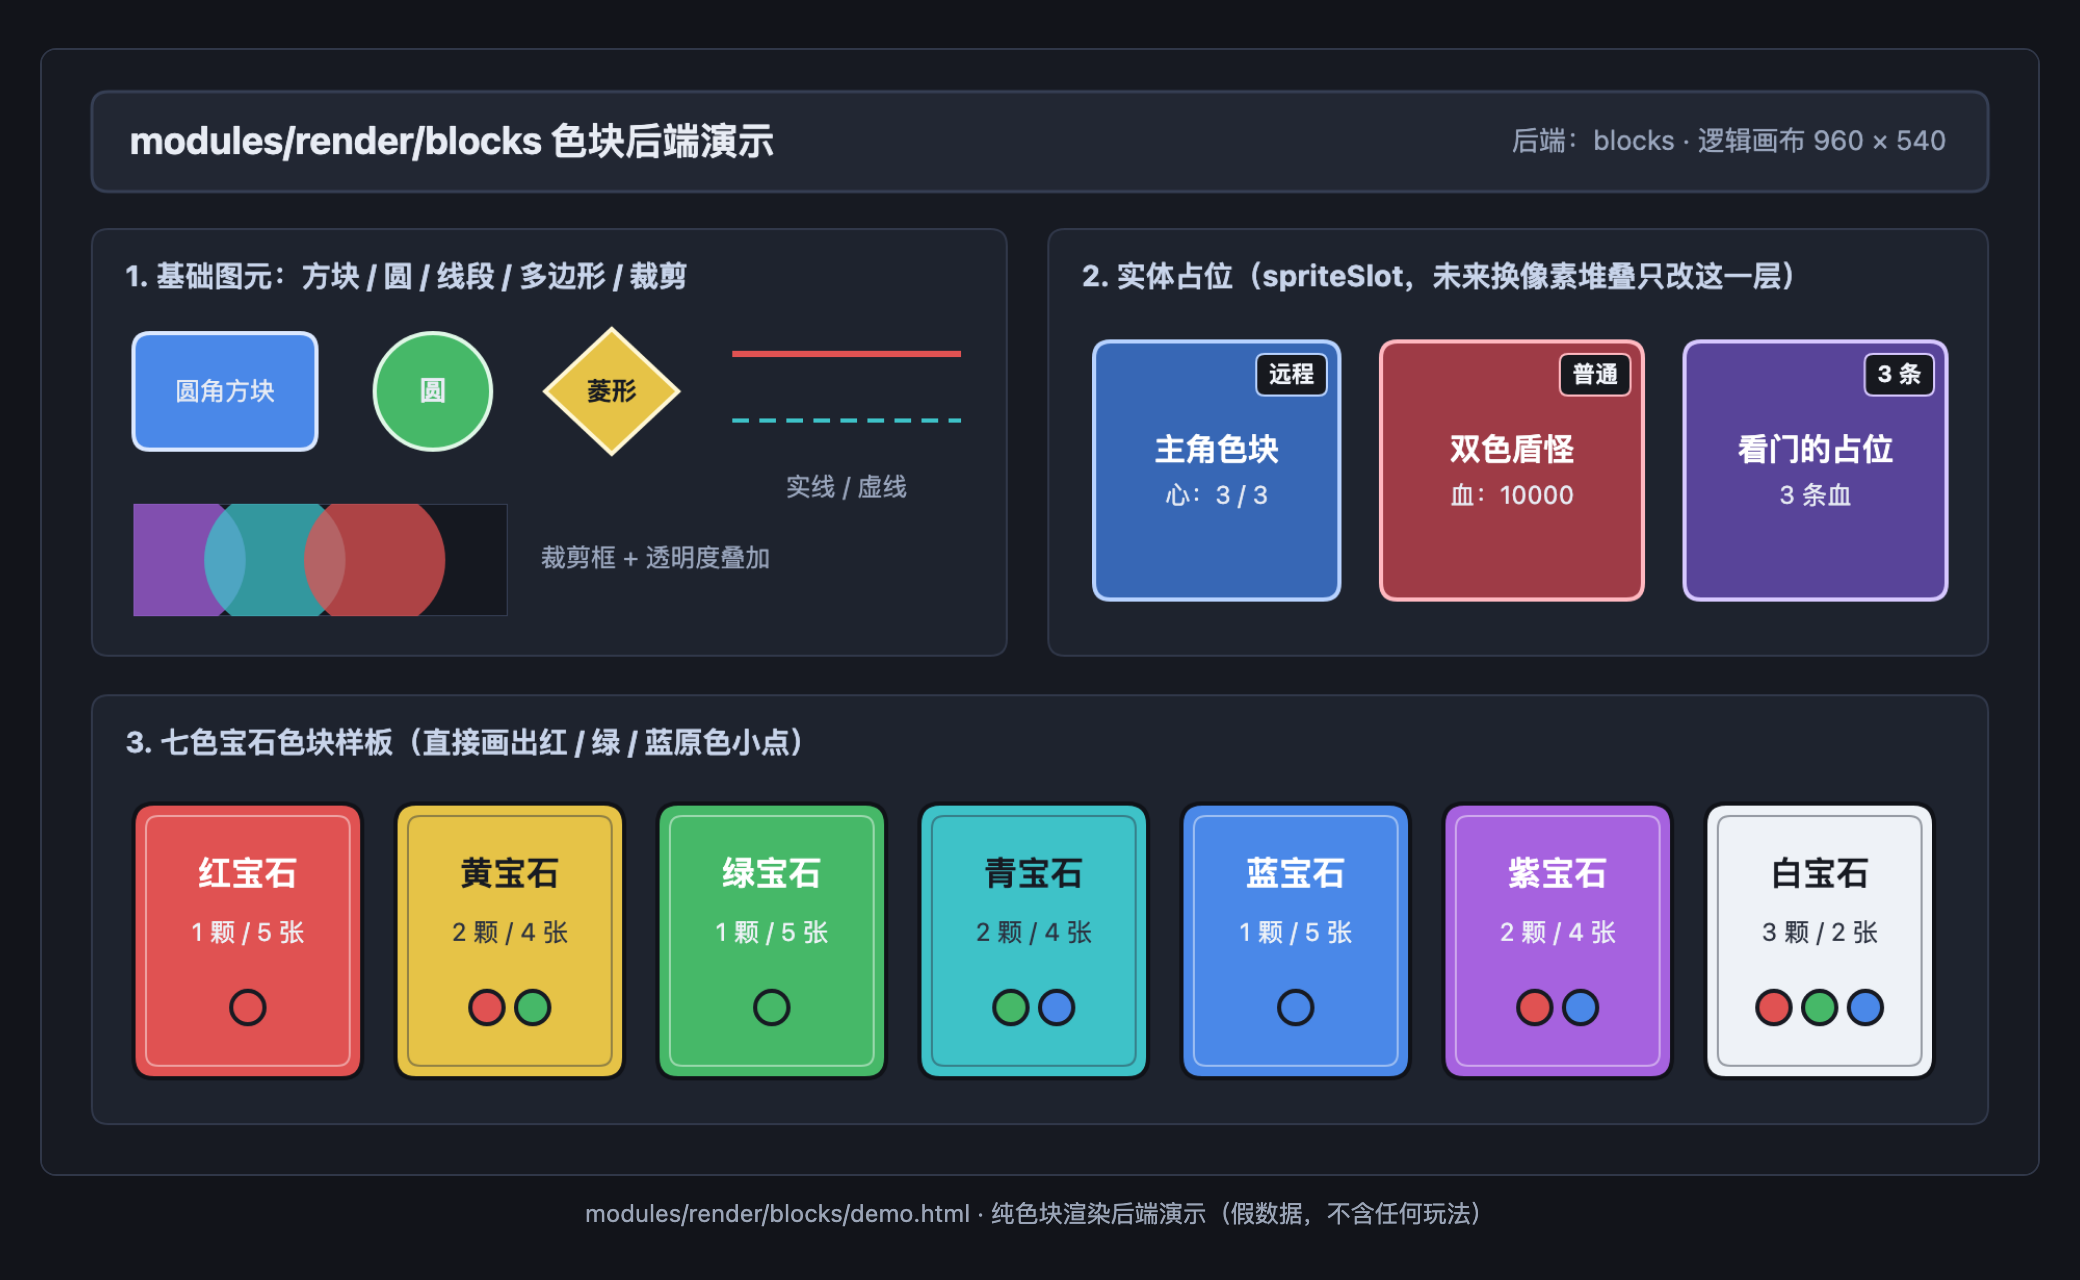 modules/render/blocks 色块后端演示
后端：blocks · 逻辑画布 960 × 540
1. 基础图元：方块 / 圆 / 线段 / 多边形 / 裁剪
圆角方块
圆
菱形
实线 / 虚线
裁剪框 + 透明度叠加
2. 实体占位（spriteSlot，未来换像素堆叠只改这一层）
远程
主角色块
心：3 / 3
普通
双色盾怪
血：10000
3 条
看门的占位
3 条血
3. 七色宝石色块样板（直接画出红 / 绿 / 蓝原色小点）
红宝石
1 颗 / 5 张
黄宝石
2 颗 / 4 张
绿宝石
1 颗 / 5 张
青宝石
2 颗 / 4 张
蓝宝石
1 颗 / 5 张
紫宝石
2 颗 / 4 张
白宝石
3 颗 / 2 张
modules/render/blocks/demo.html · 纯色块渲染后端演示（假数据，不含任何玩法）